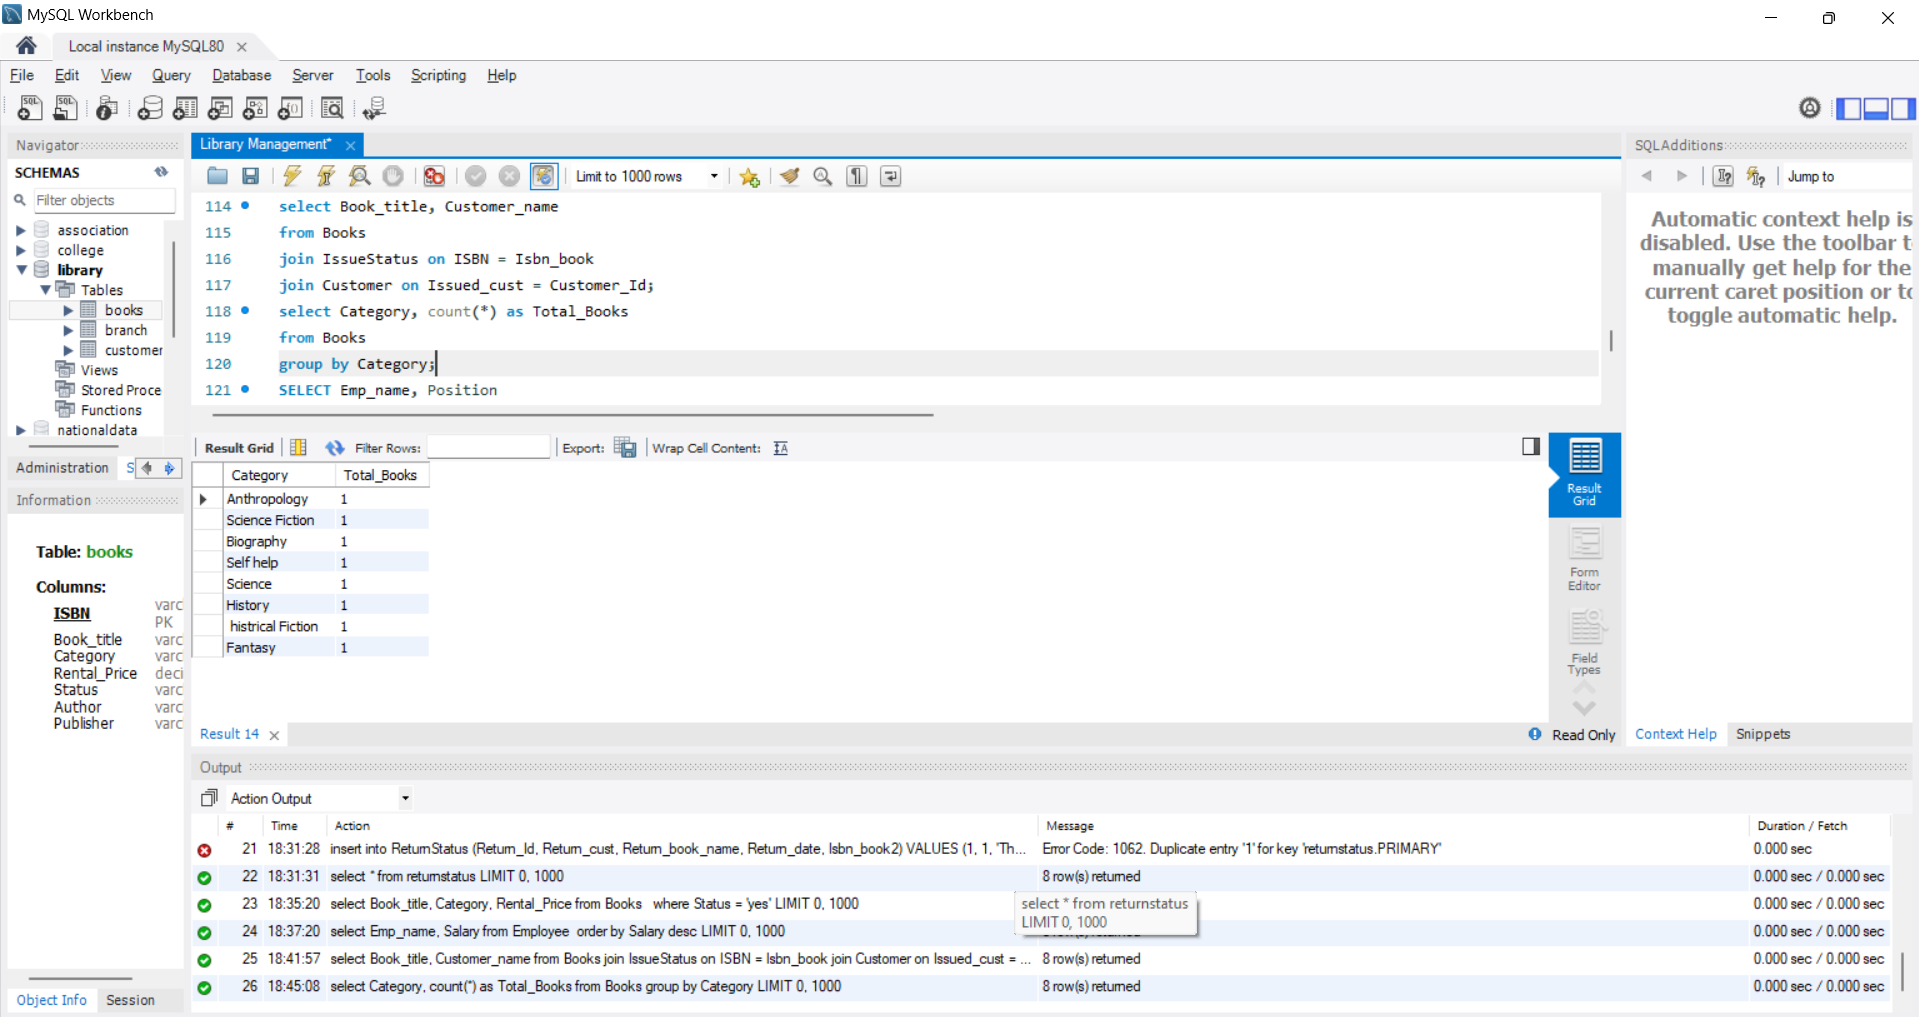 MySQL Workbench
Local instance MySQL80
File Edit View Query Database Server Tools Scripting Help
Navigator
SCHEMAS
Filter objects
association
college
library
Tables
books
branch
customer
Views
Stored Proce
Functions
nationaldata
Administration S
Information
Table: books
Columns:
ISBN varc
PK
Book_title varc
Category varc
Rental_Price deci
Status varc
Author varc
Publisher varc
Object Info Session
Library Management*
Limit to 1000 rows
114 select Book_title, Customer_name
115 from Books
116 join IssueStatus on ISBN = Isbn_book
117 join Customer on Issued_cust = Customer_Id;
118 select Category, count(*) as Total_Books
119 from Books
120 group by Category;
121 SELECT Emp_name, Position
Result Grid Filter Rows: Export: Wrap Cell Content:
Category Total_Books
Anthropology 1
Science Fiction 1
Biography 1
Self help 1
Science 1
History 1
histrical Fiction 1
Fantasy 1
Result
Grid
Form
Editor
Field
Types
Result 14
Read Only
SQLAdditions
Jump to
Automatic context help is
disabled. Use the toolbar t
manually get help for the
current caret position or to
toggle automatic help.
Context Help Snippets
Output
Action Output
# Time Action Message Duration / Fetch
21 18:31:28 insert into ReturnStatus (Return_Id, Return_cust, Return_book_name, Return_date, Isbn_book2) VALUES (1, 1, 'Th... Error Code: 1062. Duplicate entry '1' for key 'returnstatus.PRIMARY' 0.000 sec
22 18:31:31 select * from returnstatus LIMIT 0, 1000 8 row(s) returned 0.000 sec / 0.000 sec
23 18:35:20 select Book_title, Category, Rental_Price from Books where Status = 'yes' LIMIT 0, 1000 0.000 sec / 0.000 sec
24 18:37:20 select Emp_name, Salary from Employee order by Salary desc LIMIT 0, 1000 0.000 sec / 0.000 sec
25 18:41:57 select Book_title, Customer_name from Books join IssueStatus on ISBN = Isbn_book join Customer on Issued_cust = ... 8 row(s) returned 0.000 sec / 0.000 sec
26 18:45:08 select Category, count(*) as Total_Books from Books group by Category LIMIT 0, 1000 8 row(s) returned 0.000 sec / 0.000 sec
select * from returnstatus
LIMIT 0, 1000